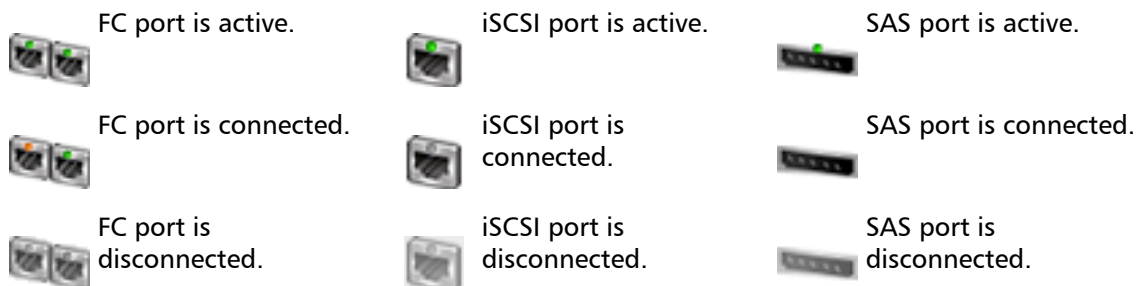 FC port is active.
iSCSI port is active.
SAS port is active.
FC port is connected.
iSCSI port is
connected.
SAS port is connected.
FC port is
disconnected.
iSCSI port is
disconnected.
SAS port is
disconnected.